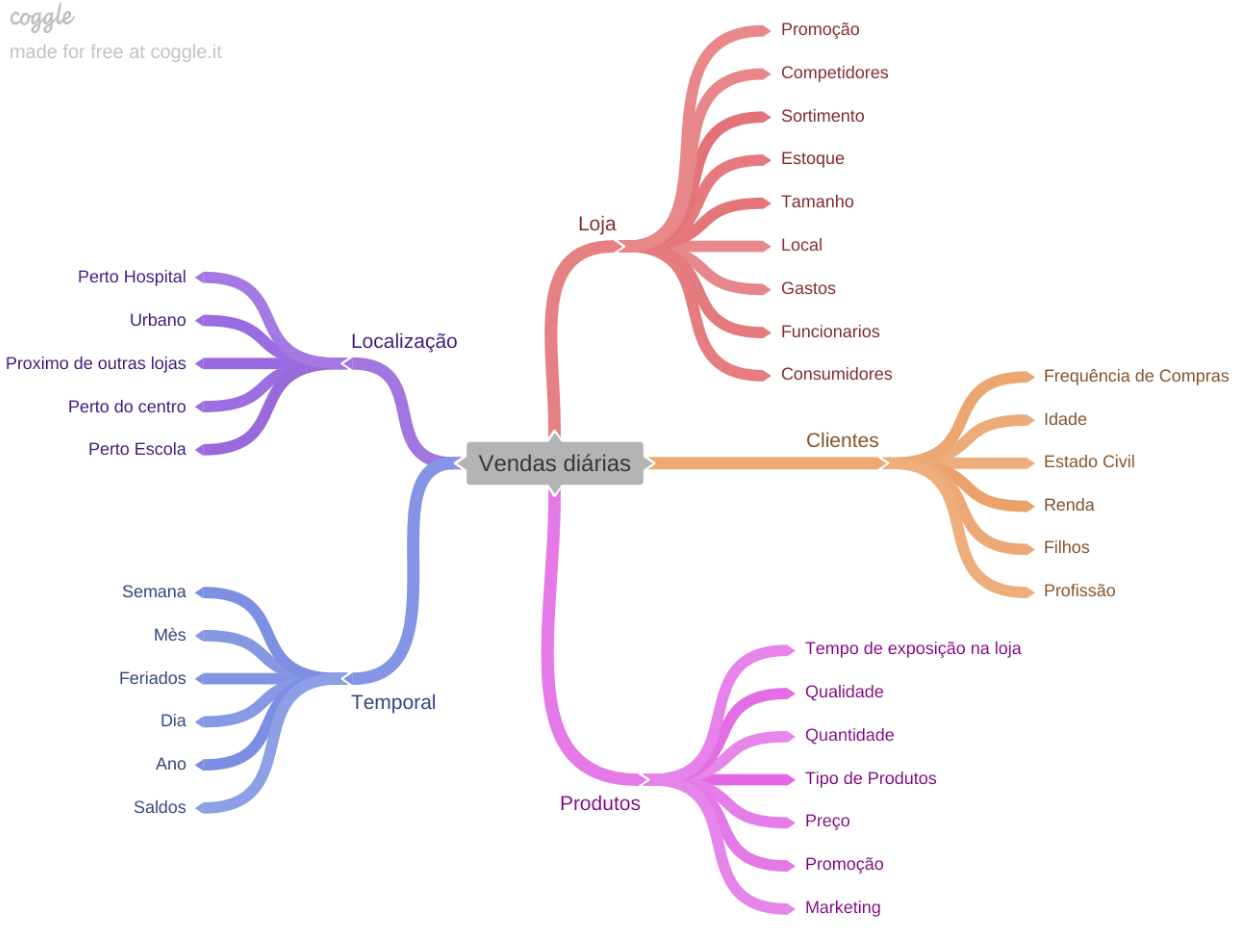 coggle
made for free at coggle.it
Promoção
Competidores
Sortimento
Estoque
Tamanho
Loja
Local
Gastos
Funcionarios
Consumidores
Perto Hospital
Urbano
Localização
Proximo de outras lojas
Perto do centro
Perto Escola
Vendas diárias
Clientes
Frequência de Compras
Idade
Estado Civil
Renda
Filhos
Profissão
Semana
Mès
Feriados
Temporal
Dia
Ano
Saldos
Tempo de exposição na loja
Qualidade
Quantidade
Tipo de Produtos
Produtos
Preço
Promoção
Marketing